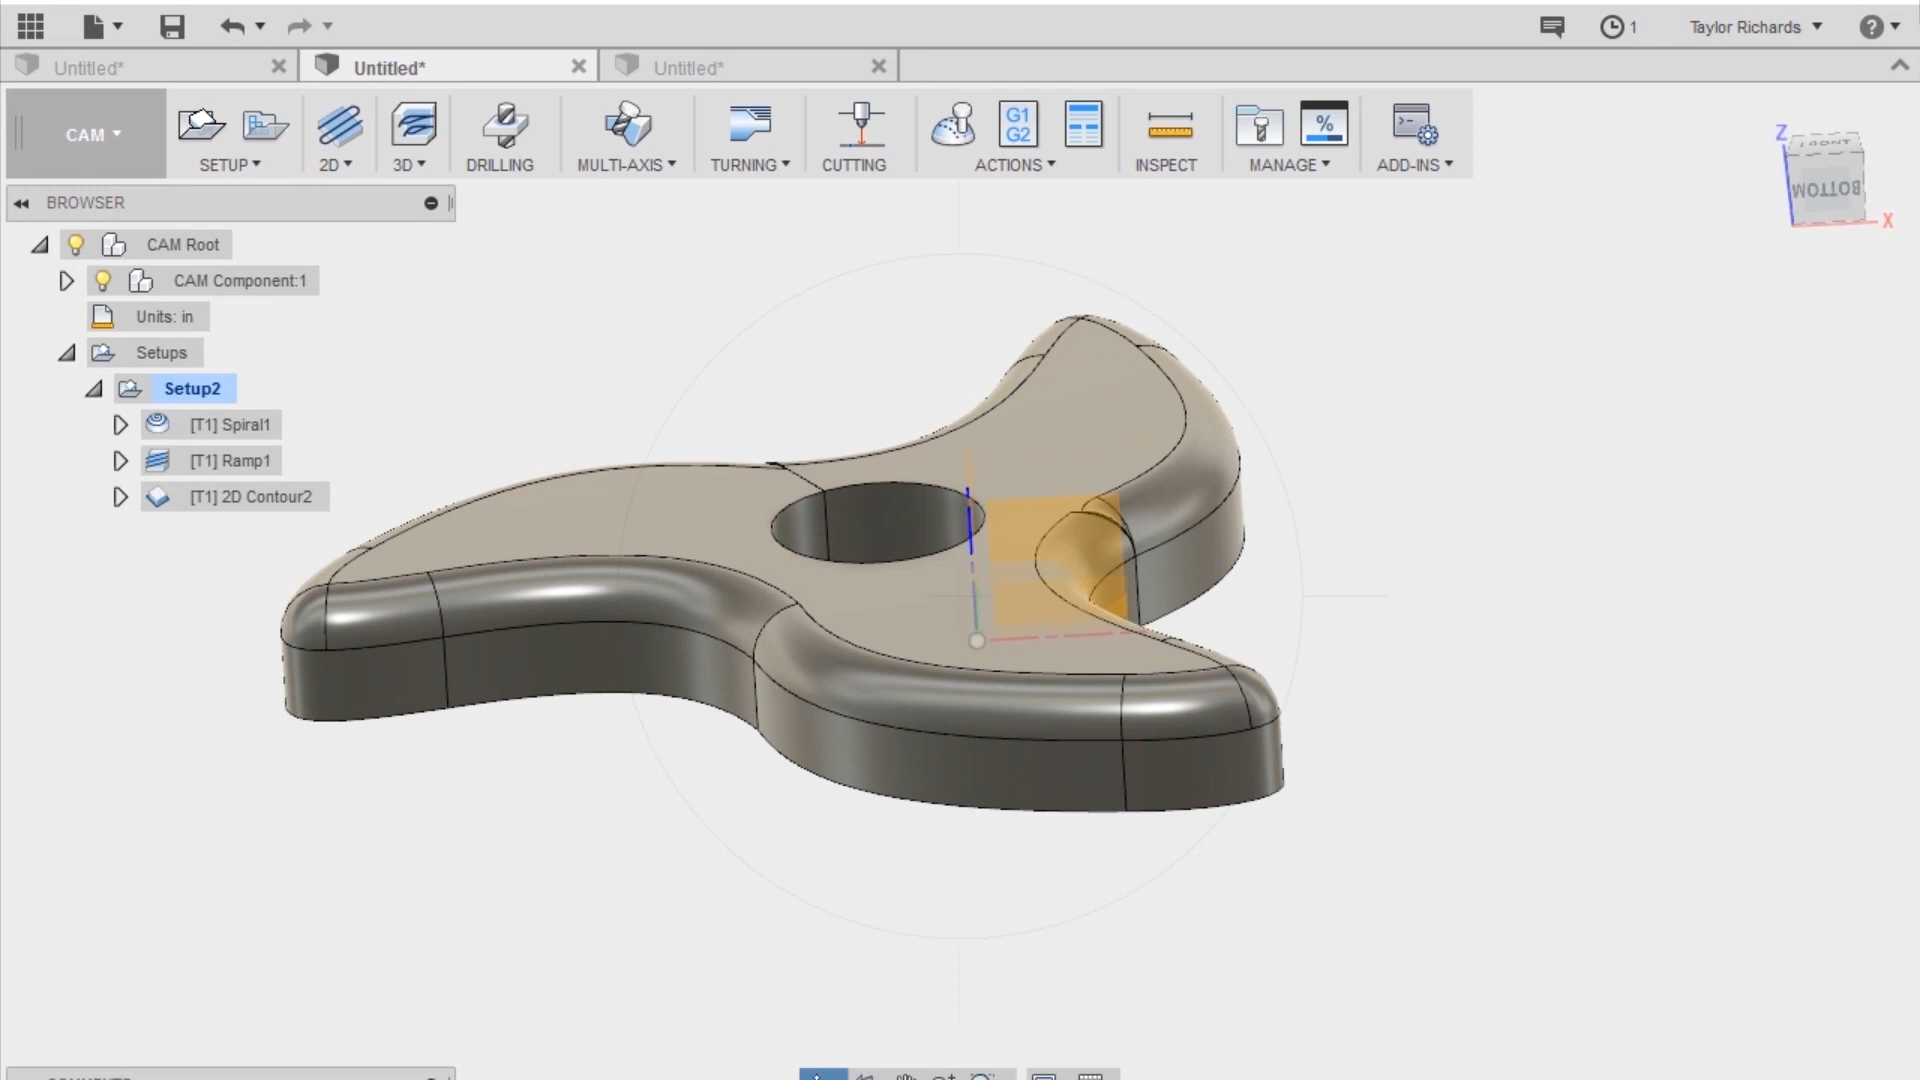 1 Taylor Richards ?
Untitled* Untitled* Untitled*
CAM
G1
G2
%
SETUP 2D 3D DRILLING MULTI-AXIS TURNING CUTTING ACTIONS INSPECT MANAGE ADD-INS
Z
FRONT
BOTTOM
X
BROWSER
CAM Root
CAM Component:1
Units: in
Setups
Setup2
[T1] Spiral1
[T1] Ramp1
[T1] 2D Contour2